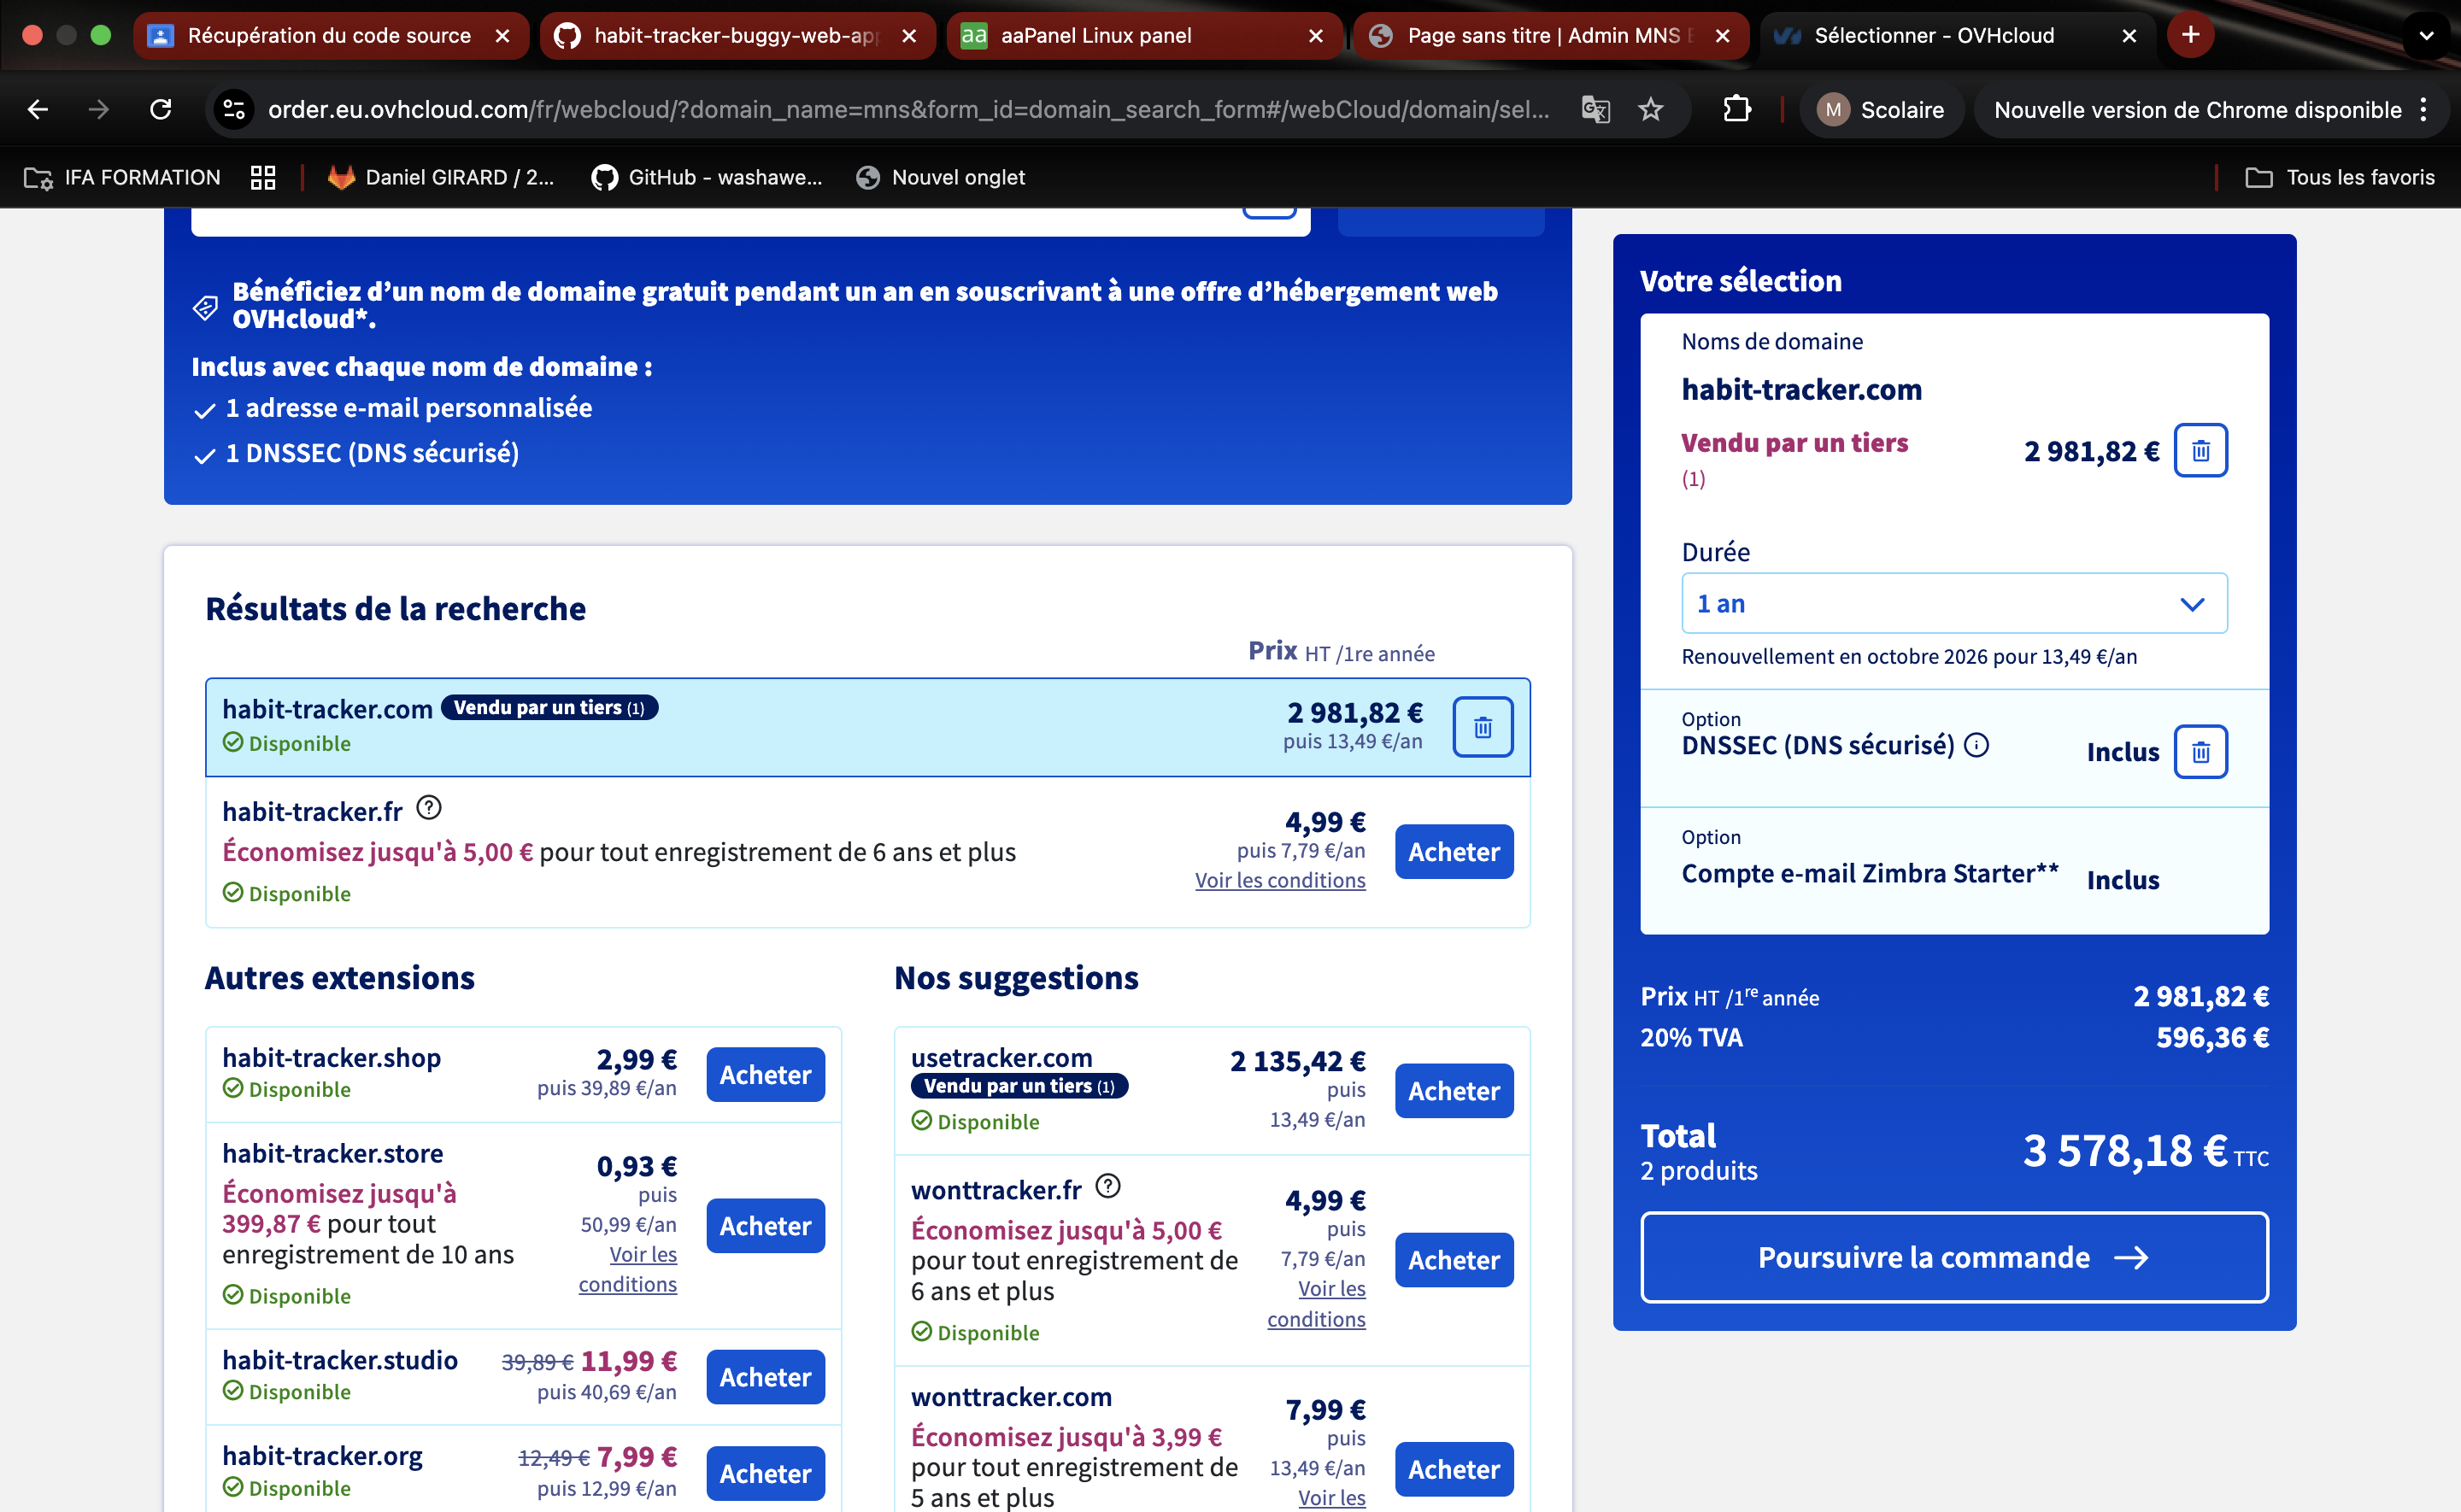 Récupération du code source
habit-tracker-buggy-web-app
aaPanel Linux panel
Page sans titre | Admin MNS
Sélectionner - OVHcloud
order.eu.ovhcloud.com/fr/webcloud/?domain_name=mns&form_id=domain_search_form#/webCloud/domain/sel...
M Scolaire
Nouvelle version de Chrome disponible
IFA FORMATION
Daniel GIRARD / 2...
GitHub - washawe...
Nouvel onglet
Tous les favoris
Bénéficiez d’un nom de domaine gratuit pendant un an en souscrivant à une offre d’hébergement web
OVHcloud*.
Inclus avec chaque nom de domaine :
1 adresse e-mail personnalisée
1 DNSSEC (DNS sécurisé)
Résultats de la recherche
Prix HT /1re année
habit-tracker.com Vendu par un tiers (1)
2 981,82 €
Disponible
puis 13,49 €/an
habit-tracker.fr
4,99 €
Économisez jusqu'à 5,00 € pour tout enregistrement de 6 ans et plus
puis 7,79 €/an
Acheter
Voir les conditions
Disponible
Autres extensions
habit-tracker.shop
2,99 €
Disponible
puis 39,89 €/an
Acheter
habit-tracker.store
0,93 €
Économisez jusqu'à
399,87 € pour tout
enregistrement de 10 ans
puis
50,99 €/an
Voir les
conditions
Acheter
Disponible
habit-tracker.studio
39,89 € 11,99 €
Disponible
puis 40,69 €/an
Acheter
habit-tracker.org
12,49 € 7,99 €
Disponible
puis 12,99 €/an
Acheter
Nos suggestions
usetracker.com
2 135,42 €
Vendu par un tiers (1)
puis
13,49 €/an
Disponible
Acheter
wonttracker.fr
4,99 €
Économisez jusqu'à 5,00 €
pour tout enregistrement de
6 ans et plus
puis
7,79 €/an
Voir les
conditions
Acheter
Disponible
wonttracker.com
7,99 €
Économisez jusqu'à 3,99 €
pour tout enregistrement de
5 ans et plus
puis
13,49 €/an
Voir les
Acheter
Votre sélection
Noms de domaine
habit-tracker.com
Vendu par un tiers
(1)
2 981,82 €
Durée
1 an
Renouvellement en octobre 2026 pour 13,49 €/an
Option
DNSSEC (DNS sécurisé)
Inclus
Option
Compte e-mail Zimbra Starter**
Inclus
Prix HT /1re année
2 981,82 €
20% TVA
596,36 €
Total
2 produits
3 578,18 € TTC
Poursuivre la commande